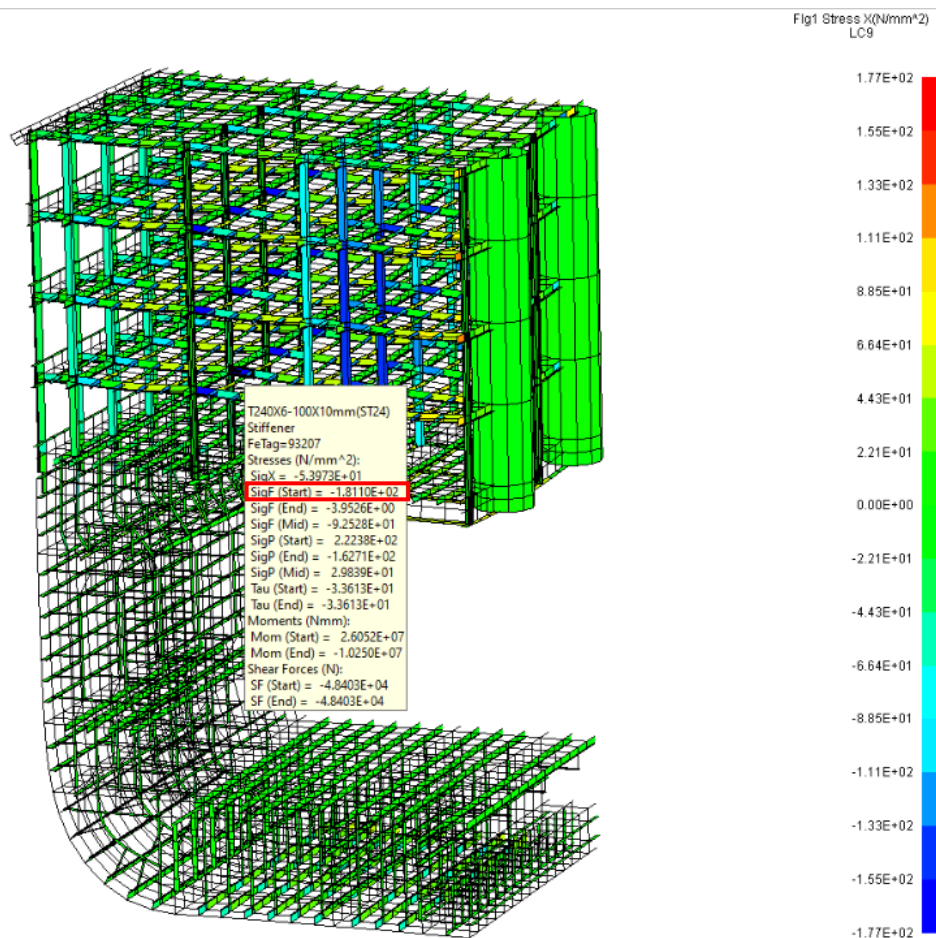 Flg1 Stress X(N/mm^2)
LC9
1.77E+02
1.55E+02
1.33E+02
1.11E+02
8.85E+01
6.64E+01
4.43E+01
2.21E+01
0.00E+00
-2.21E+01
-4.43E+01
-6.64E+01
-8.85E+01
-1.11E+02
-1.33E+02
-1.55E+02
-1.77E+02
T240X6-100X10mm(ST24)
Stiffener
FeTag=93207
Stresses (N/mm^2):
SigX = -5.3973E+01
SigF (Start) = -1.8110E+02
SigF (End) = -3.9526E+00
SigF (Mid) = -9.2528E+01
SigP (Start) = 2.2238E+02
SigP (End) = -1.6271E+02
SigP (Mid) = 2.9839E+01
Tau (Start) = -3.3613E+01
Tau (End) = -3.3613E+01
Moments (Nmm):
Mom (Start) = 2.6052E+07
Mom (End) = -1.0250E+07
Shear Forces (N):
SF (Start) = -4.8403E+04
SF (End) = -4.8403E+04